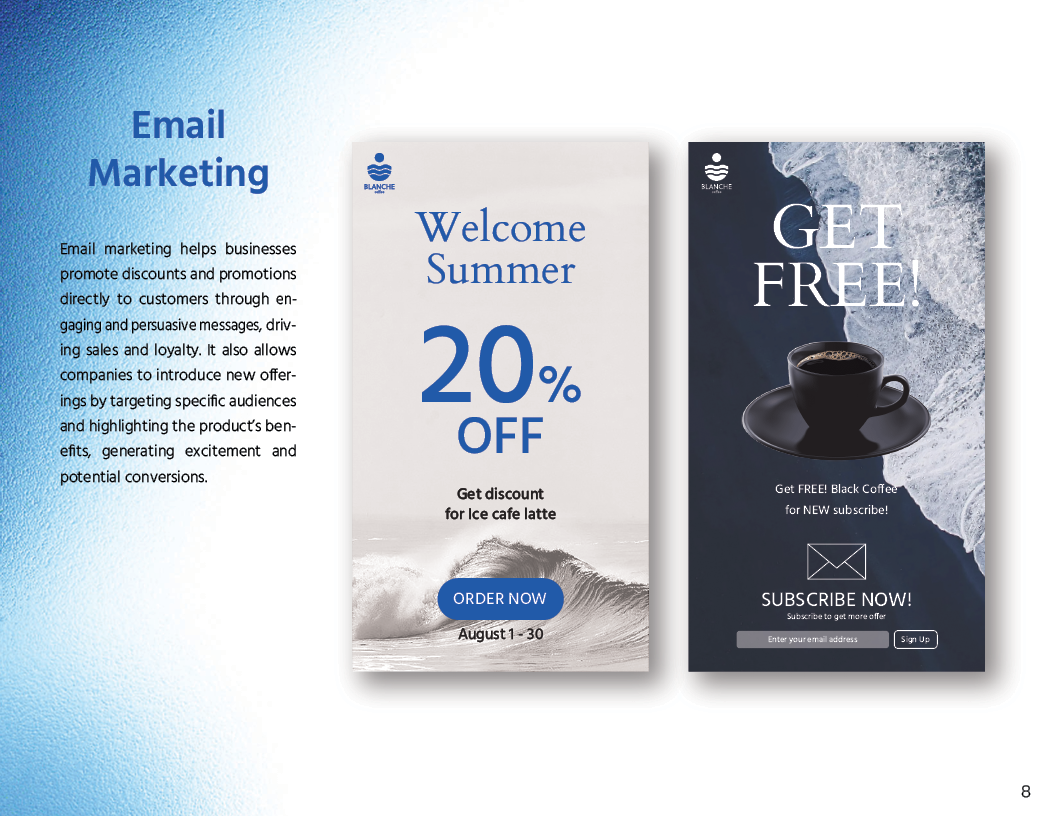 Email
Marketing
Email marketing helps businesses
promote discounts and promotions
directly to customers through en-
gaging and persuasive messages, driv-
ing sales and loyalty. It also allows
companies to introduce new offer-
ings by targeting specific audiences
and highlighting the product's ben-
efits, generating excitement and
potential conversions.
BLANCHE
coffee
Welcome
Summer
20%
OFF
Get discount
for Ice cafe latte
ORDER NOW
August 1 - 30
BLANCHE
coffee
GET
FREE!
Get FREE! Black Coffee
for NEW subscribe!
SUBSCRIBE NOW!
Subscribe to get more offer
Enter your email address
Sign Up
8